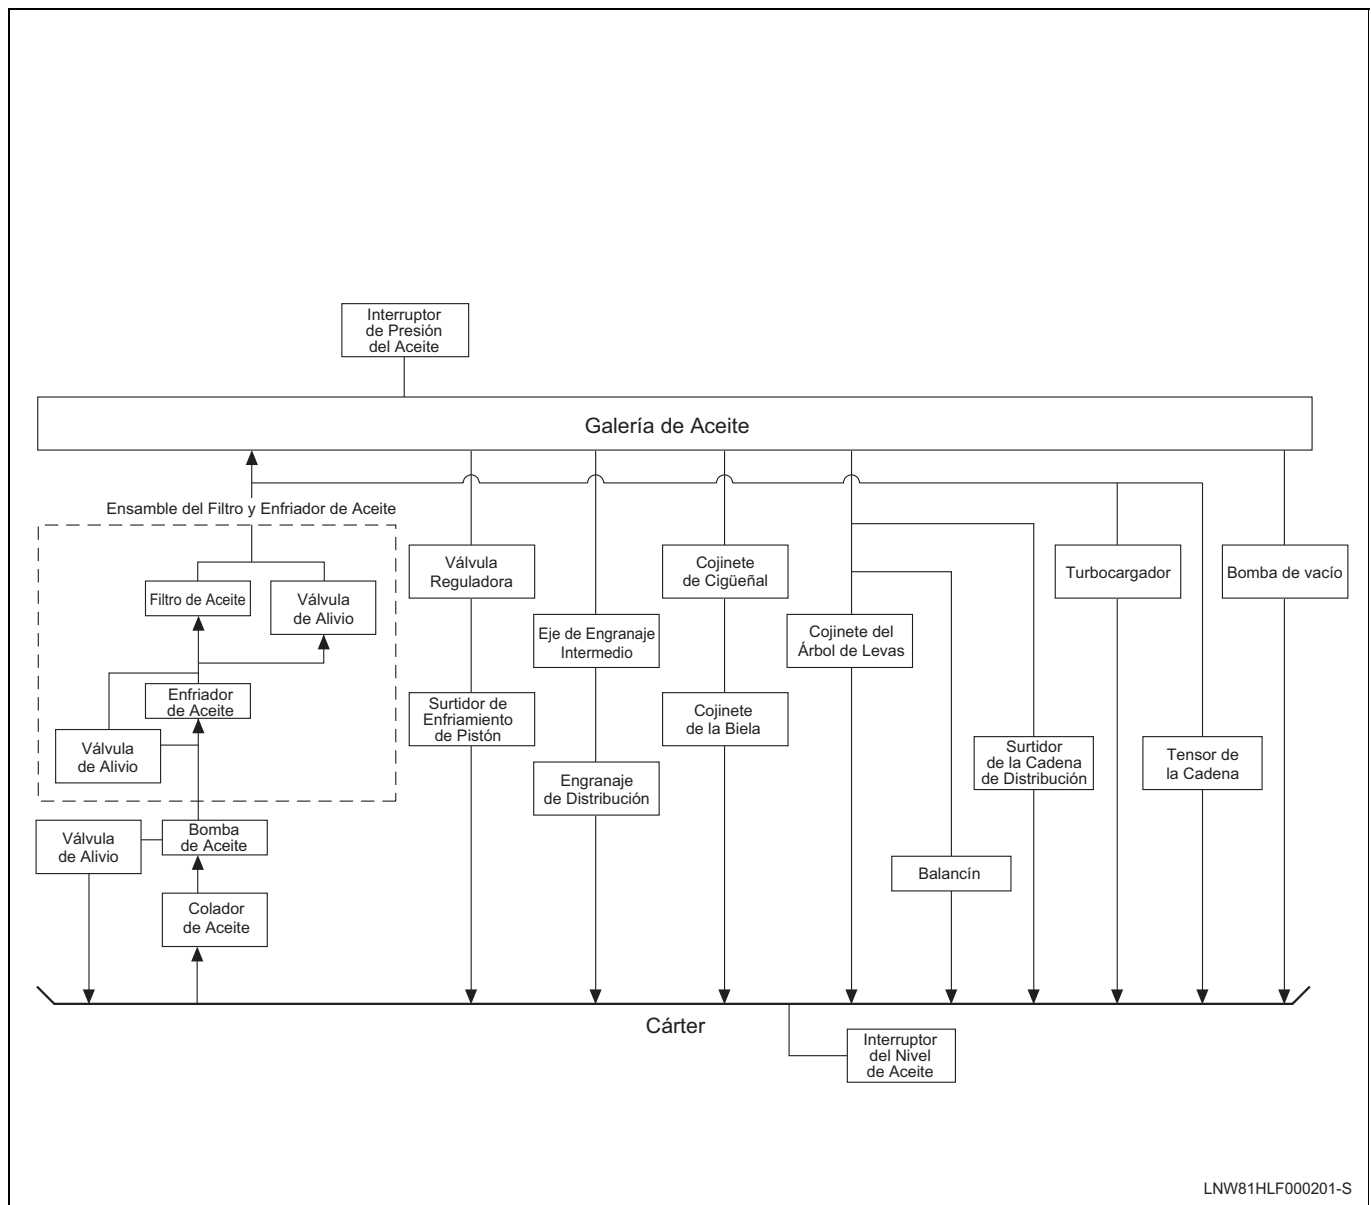 Interruptor
de Presión
del Aceite
Galería de Aceite
Ensamble del Filtro y Enfriador de Aceite
Filtro de Aceite
Válvula
de Alivio
Enfriador
de Aceite
Válvula
de Alivio
Válvula
de Alivio
Bomba
de Aceite
Colador
de Aceite
Válvula
Reguladora
Surtidor de
Enfriamiento
de Pistón
Eje de Engranaje
Intermedio
Engranaje
de Distribución
Cojinete
de Cigüeñal
Cojinete
de la Biela
Cojinete del
Árbol de Levas
Balancín
Surtidor
de la Cadena
de Distribución
Turbocargador
Tensor de
la Cadena
Bomba de vacío
Cárter
Interruptor
del Nivel
de Aceite
LNW81HLF000201-S